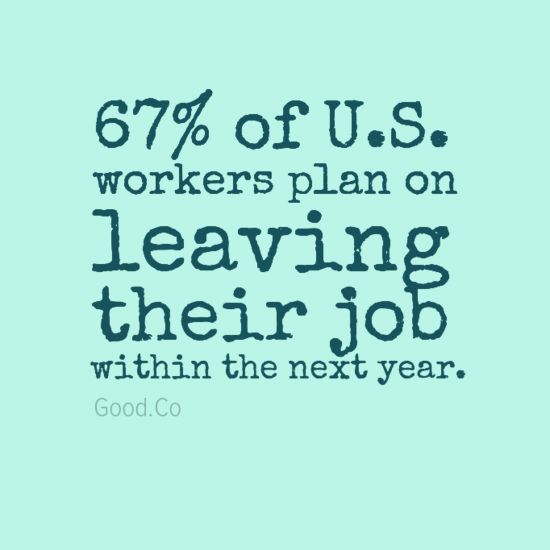 67% of U.S.
workers plan on
leaving
their job
within the next year.
Good.Co